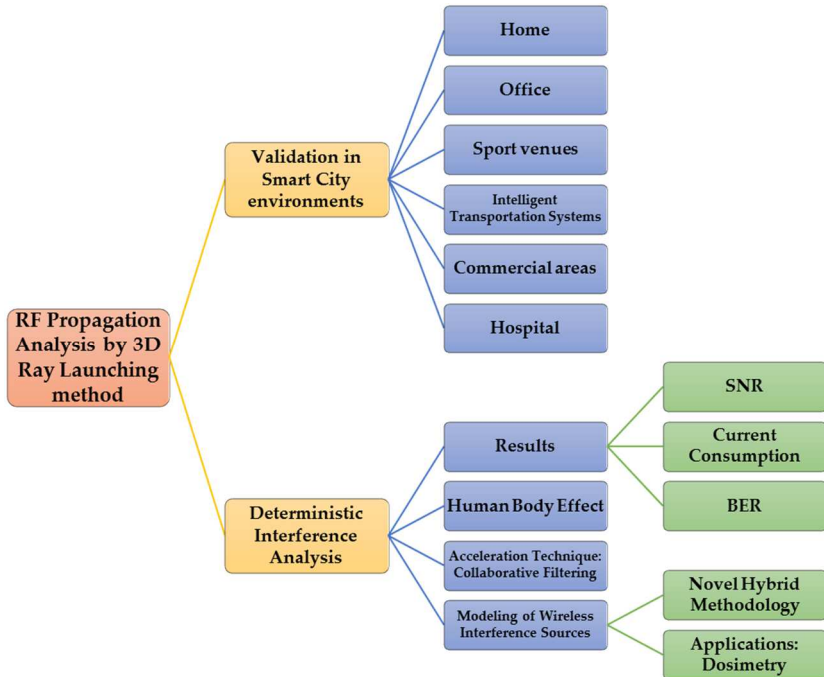 RF Propagation
Analysis by 3D
Ray Launching
method
Validation in
Smart City
environments
Home
Office
Sport venues
Intelligent
Transportation Systems
Commercial areas
Hospital
Deterministic
Interference
Analysis
Results
SNR
Current
Consumption
BER
Human Body Effect
Acceleration Technique:
Collaborative Filtering
Modeling of Wireless
Interference Sources
Novel Hybrid
Methodology
Applications:
Dosimetry